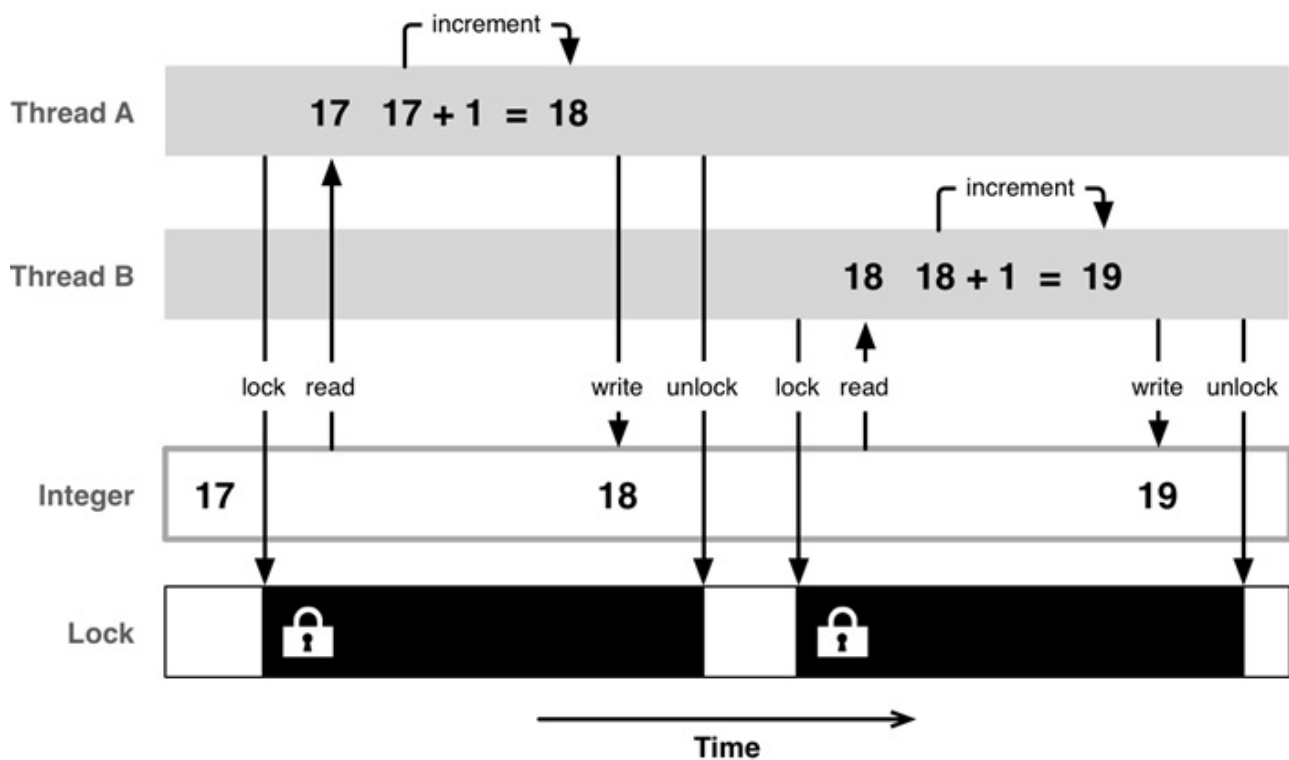 increment
Thread A 17 17 + 1 = 18
increment
Thread B 18 18 + 1 = 19
lock read write unlock lock read write unlock
Integer 17 18 19
Lock
Time